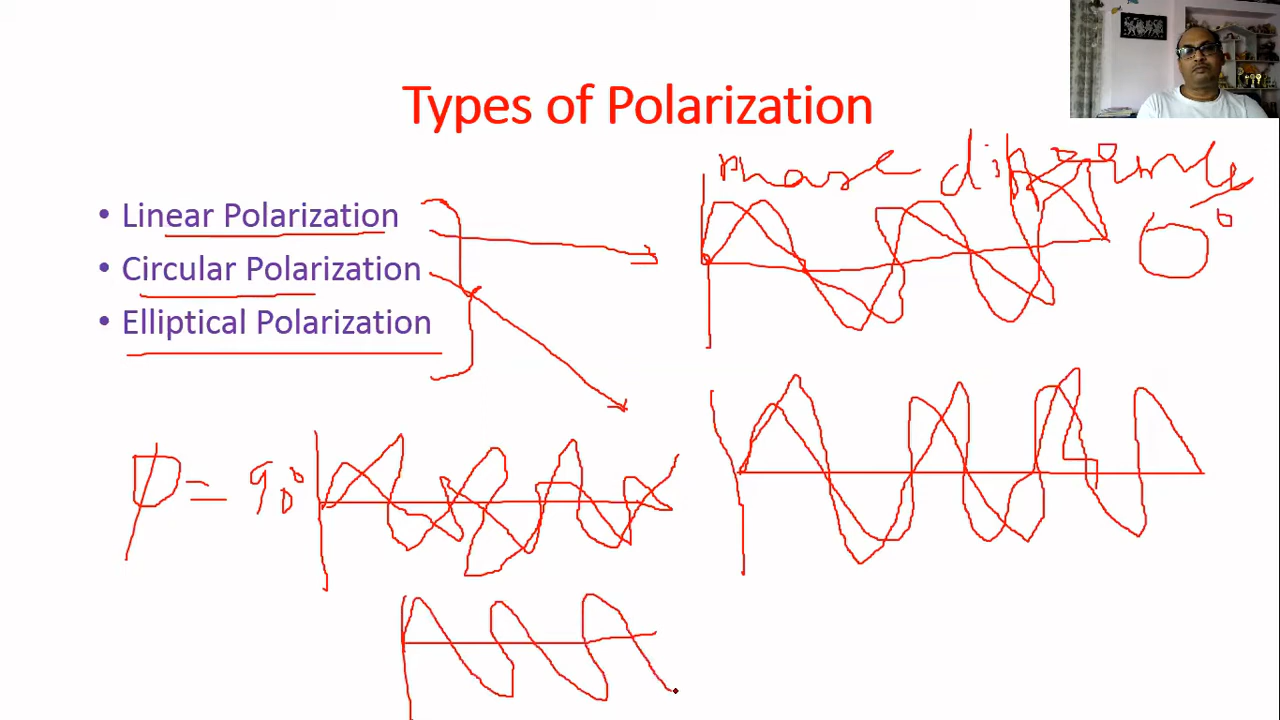 Types of Polarization
phase
0°
• Linear Polarization
• Circular Polarization
• Elliptical Polarization
= 90°